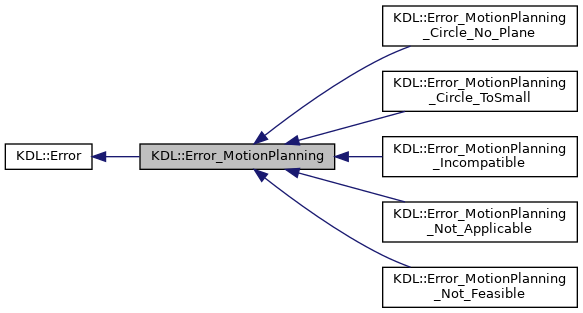 KDL::Error_MotionPlanning
_Circle_No_Plane
KDL::Error_MotionPlanning
_Circle_ToSmall
KDL::Error
KDL::Error_MotionPlanning
KDL::Error_MotionPlanning
_Incompatible
KDL::Error_MotionPlanning
_Not_Applicable
KDL::Error_MotionPlanning
_Not_Feasible